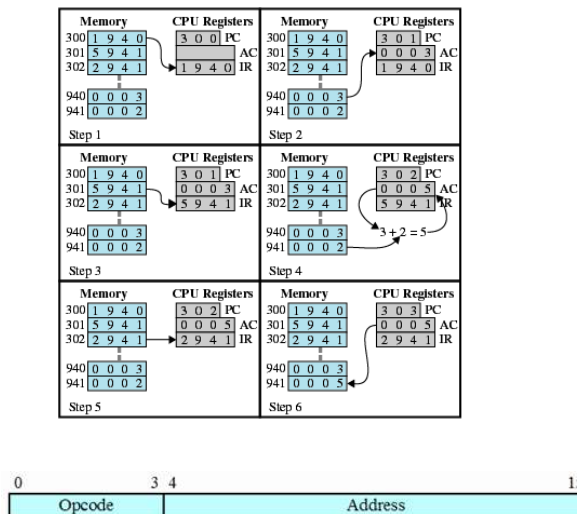 Memory CPU Registers
300 1 9 4 0 3 0 0 PC
301 5 9 4 1 AC
302 2 9 4 1 1 9 4 0 IR
940 0 0 0 3
941 0 0 0 2
Step 1
Memory CPU Registers
300 1 9 4 0 3 0 1 PC
301 5 9 4 1 0 0 0 3 AC
302 2 9 4 1 1 9 4 0 IR
940 0 0 0 3
941 0 0 0 2
Step 2
Memory CPU Registers
300 1 9 4 0 3 0 1 PC
301 5 9 4 1 0 0 0 3 AC
302 2 9 4 1 5 9 4 1 IR
940 0 0 0 3
941 0 0 0 2
Step 3
Memory CPU Registers
300 1 9 4 0 3 0 2 PC
301 5 9 4 1 0 0 0 5 AC
302 2 9 4 1 5 9 4 1 IR
940 0 0 0 3 3 + 2 = 5
941 0 0 0 2
Step 4
Memory CPU Registers
300 1 9 4 0 3 0 2 PC
301 5 9 4 1 0 0 0 5 AC
302 2 9 4 1 2 9 4 1 IR
940 0 0 0 3
941 0 0 0 2
Step 5
Memory CPU Registers
300 1 9 4 0 3 0 3 PC
301 5 9 4 1 0 0 0 5 AC
302 2 9 4 1 2 9 4 1 IR
940 0 0 0 3
941 0 0 0 5
Step 6
0 3 4
Opcode Address